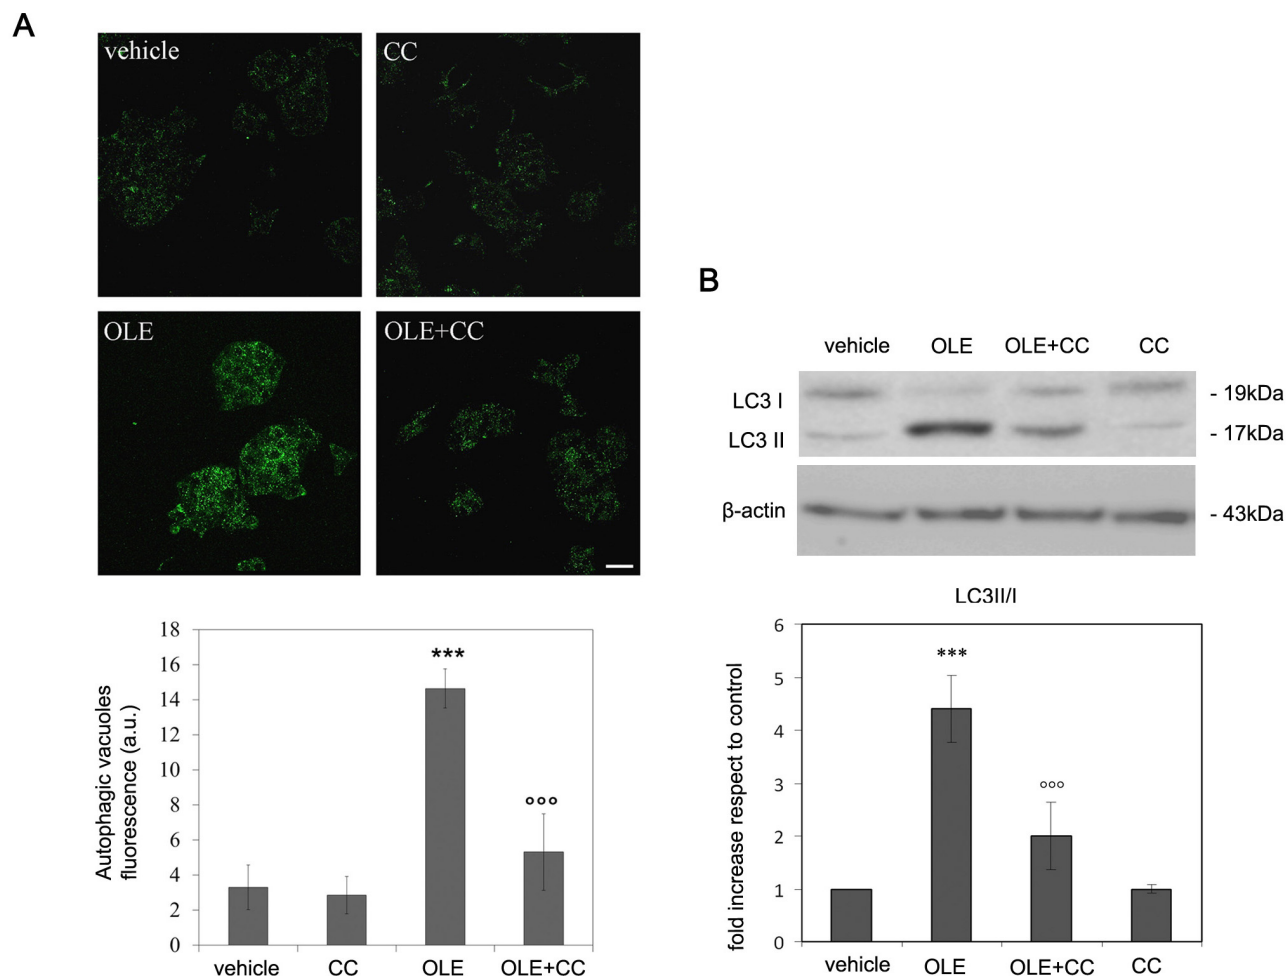 A
vehicle
CC
OLE
OLE+CC
18
16
14
12
10
8
6
4
2
0
Autophagic vacuoles
fluorescence (a.u.)
***
°°°
vehicle
CC
OLE
OLE+CC
B
vehicle OLE OLE+CC CC
LC3 I
- 19kDa
LC3 II
- 17kDa
β-actin
- 43kDa
LC3II/I
6
5
4
3
2
1
0
fold increase respect to control
***
°°°
vehicle
OLE
OLE+CC
CC